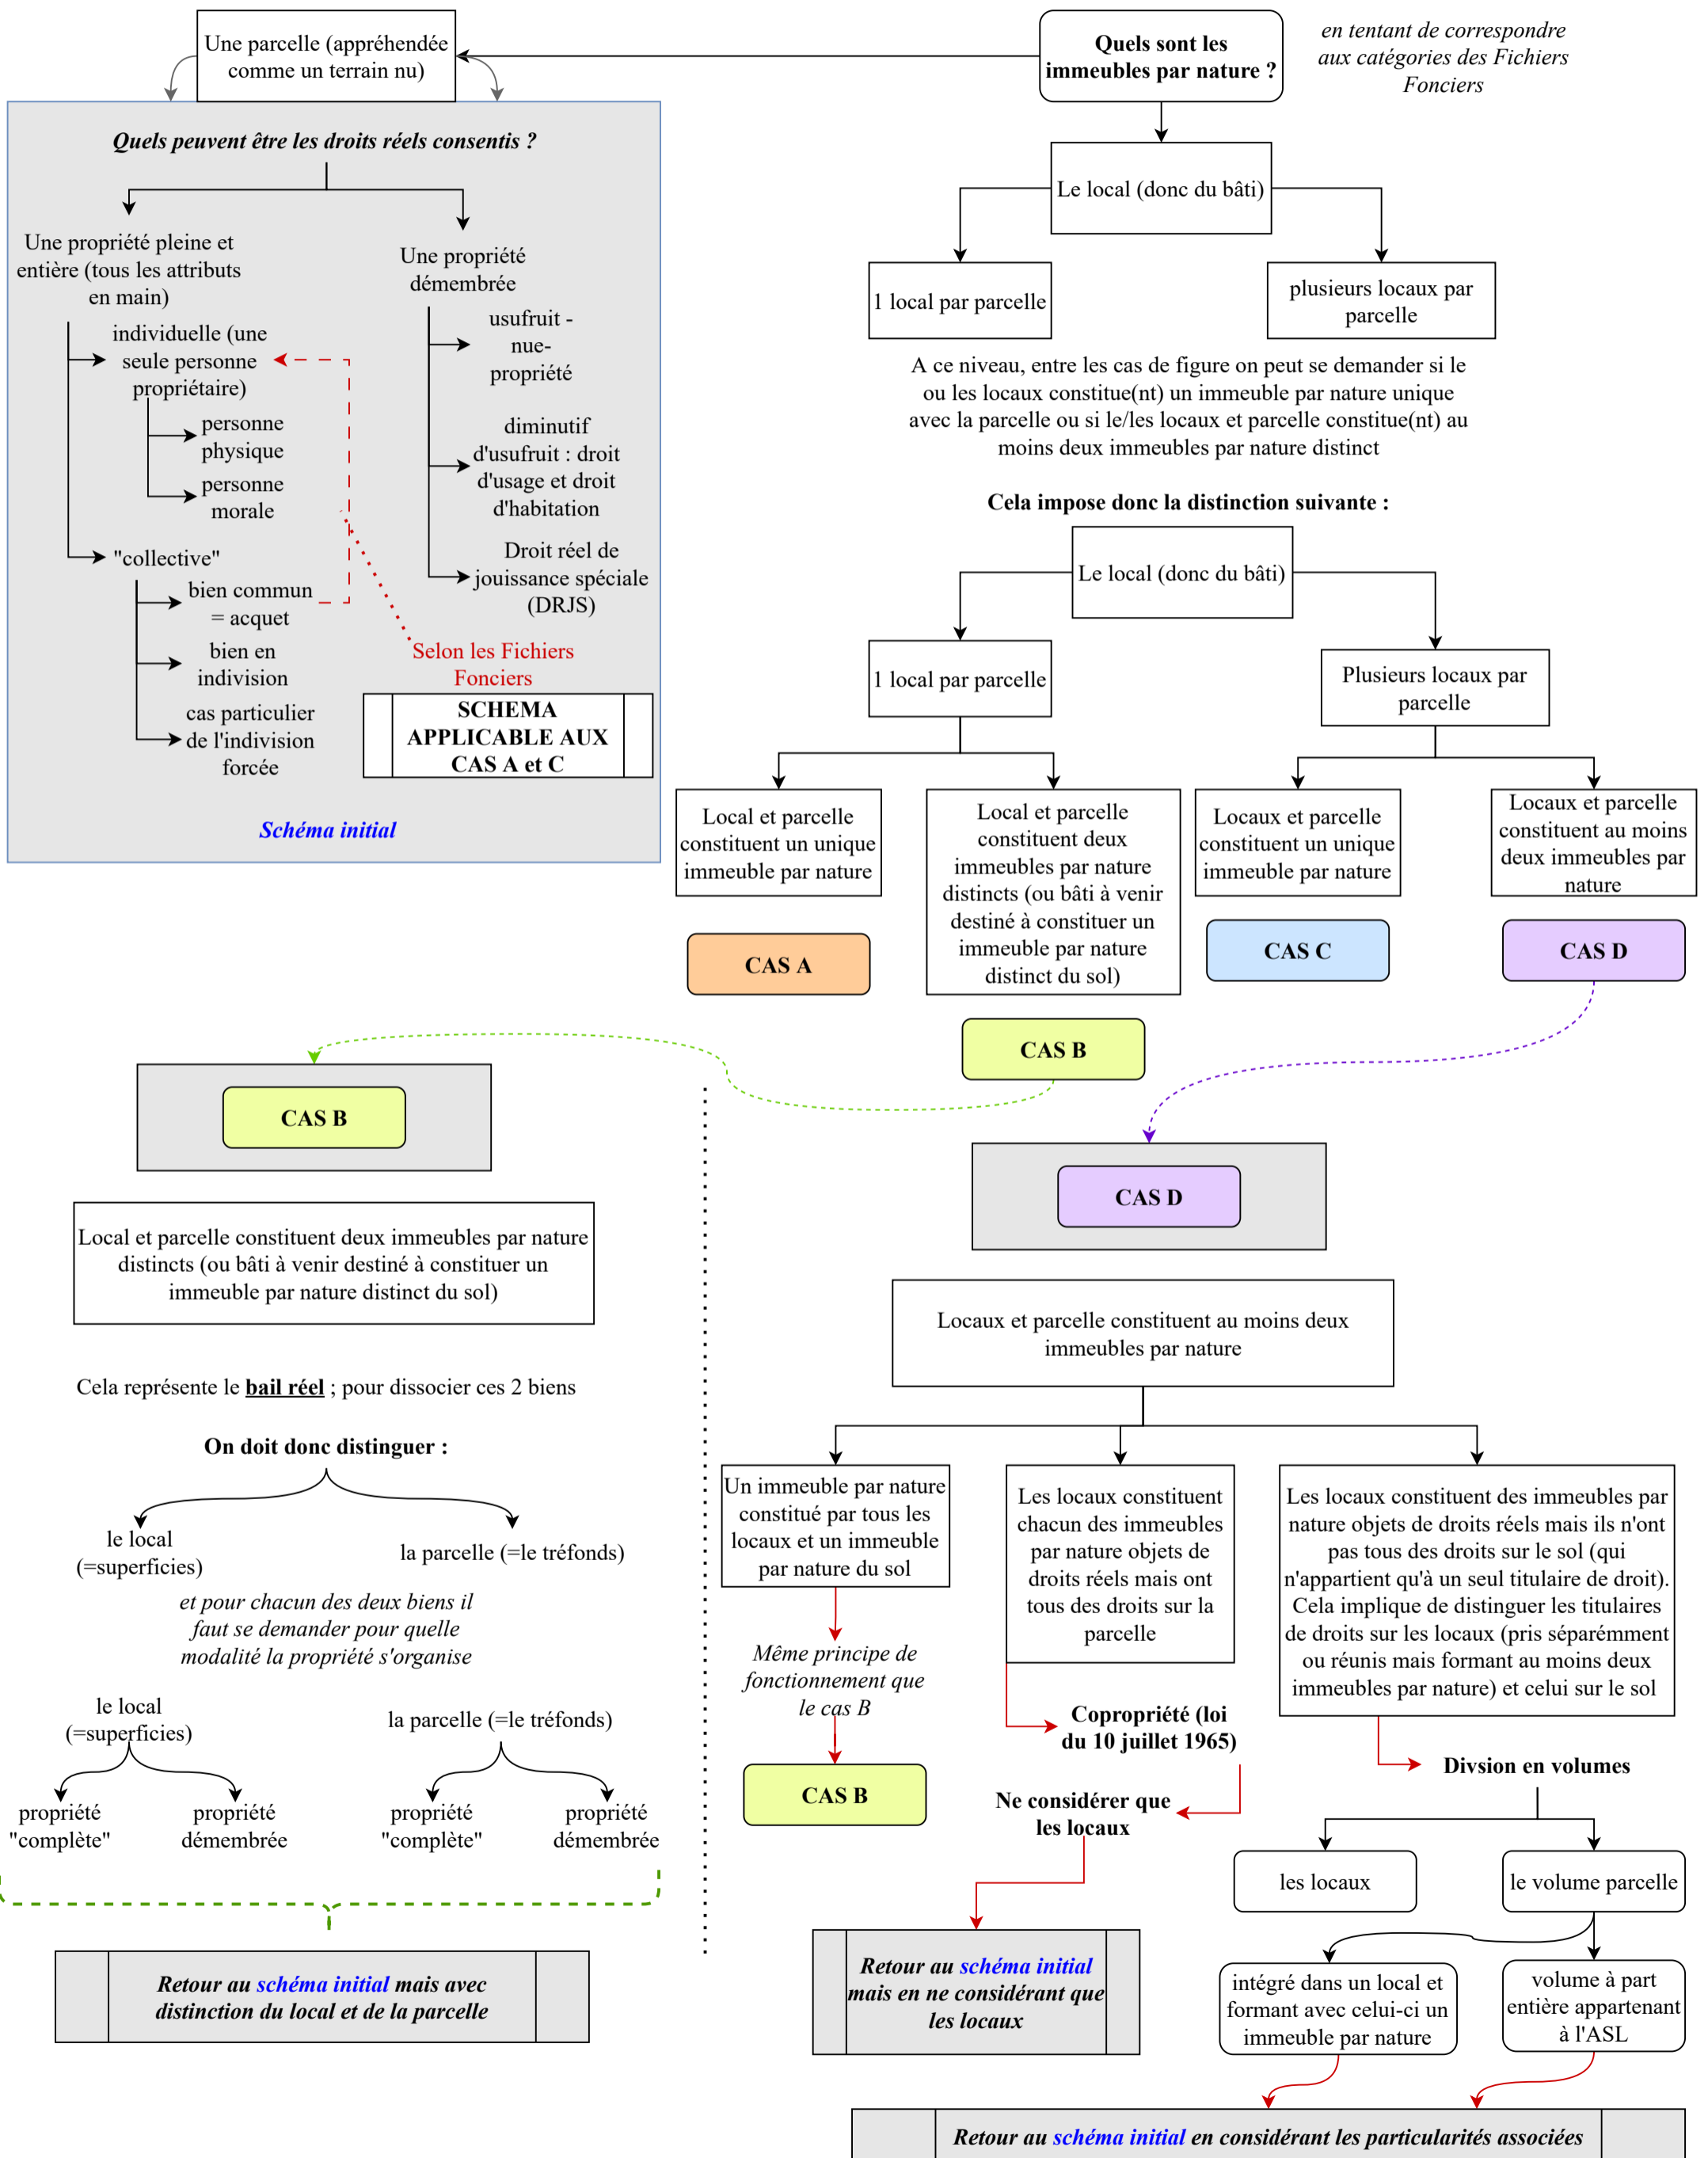 Une parcelle (appréhendée
comme un terrain nu)
Quels sont les
immeubles par nature ?
en tentant de correspondre
aux catégories des Fichiers
Fonciers
Quels peuvent être les droits réels consentis ?
Une propriété pleine et
entière (tous les attributs
en main)
individuelle (une
seule personne
propriétaire)
personne
physique
personne
morale
"collective"
bien commun
= acquet
bien en
indivision
cas particulier
de l'indivision
forcée
Une propriété
démembrée
usufruit -
nue-
propriété
diminutif
d'usufruit : droit
d'usage et droit
d'habitation
Droit réel de
jouissance spéciale
(DRJS)
Selon les Fichiers
Fonciers
SCHEMA
APPLICABLE AUX
CAS A et C
Schéma initial
Le local (donc du bâti)
1 local par parcelle
plusieurs locaux par
parcelle
A ce niveau, entre les cas de figure on peut se demander si le
ou les locaux constitue(nt) un immeuble par nature unique
avec la parcelle ou si le/les locaux et parcelle constitue(nt) au
moins deux immeubles par nature distinct
Cela impose donc la distinction suivante :
Le local (donc du bâti)
1 local par parcelle
Plusieurs locaux par
parcelle
Local et parcelle
constituent un unique
immeuble par nature
Local et parcelle
constituent deux
immeubles par nature
distincts (ou bâti à venir
destiné à constituer un
immeuble par nature
distinct du sol)
Locaux et parcelle
constituent un unique
immeuble par nature
Locaux et parcelle
constituent au moins
deux immeubles par
nature
CAS A
CAS C
CAS D
CAS B
CAS B
Local et parcelle constituent deux immeubles par nature
distincts (ou bâti à venir destiné à constituer un
immeuble par nature distinct du sol)
Cela représente le bail réel ; pour dissocier ces 2 biens
On doit donc distinguer :
le local
(=superficies)
la parcelle (=le tréfonds)
et pour chacun des deux biens il
faut se demander pour quelle
modalité la propriété s'organise
le local
(=superficies)
la parcelle (=le tréfonds)
propriété
"complète"
propriété
démembrée
propriété
"complète"
propriété
démembrée
Retour au schéma initial mais avec
distinction du local et de la parcelle
CAS D
Locaux et parcelle constituent au moins deux
immeubles par nature
Un immeuble par nature
constitué par tous les
locaux et un immeuble
par nature du sol
Même principe de
fonctionnement que
le cas B
CAS B
Les locaux constituent
chacun des immeubles
par nature objets de
droits réels mais ont
tous des droits sur la
parcelle
Copropriété (loi
du 10 juillet 1965)
Ne considérer que
les locaux
Retour au schéma initial
mais en ne considérant que
les locaux
Les locaux constituent des immeubles par
nature objets de droits réels mais ils n'ont
pas tous des droits sur le sol (qui
n'appartient qu'à un seul titulaire de droit).
Cela implique de distinguer les titulaires
de droits sur les locaux (pris séparémment
ou réunis mais formant au moins deux
immeubles par nature) et celui sur le sol
Divsion en volumes
les locaux
le volume parcelle
intégré dans un local et
formant avec celui-ci un
immeuble par nature
volume à part
entière appartenant
à l'ASL
Retour au schéma initial en considérant les particularités associées